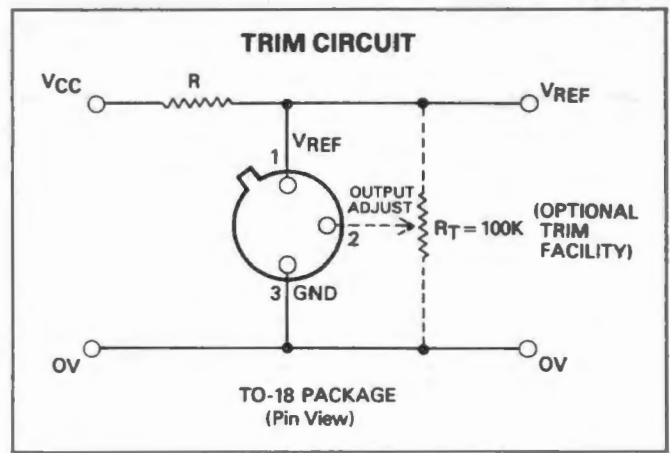 TRIM CIRCUIT
VCC
R
VREF
VREF
1
OUTPUT
ADJUST
2
RT = 100K
(OPTIONAL
TRIM
FACILITY)
3 GND
OV
OV
TO-18 PACKAGE
(Pin View)